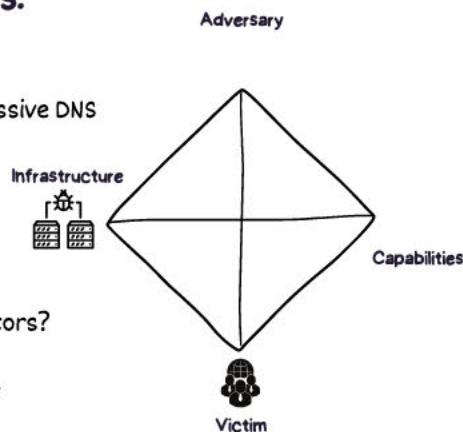 s.
Adversary
ssive DNS
Infrastructure
Capabilities
tors?
Victim